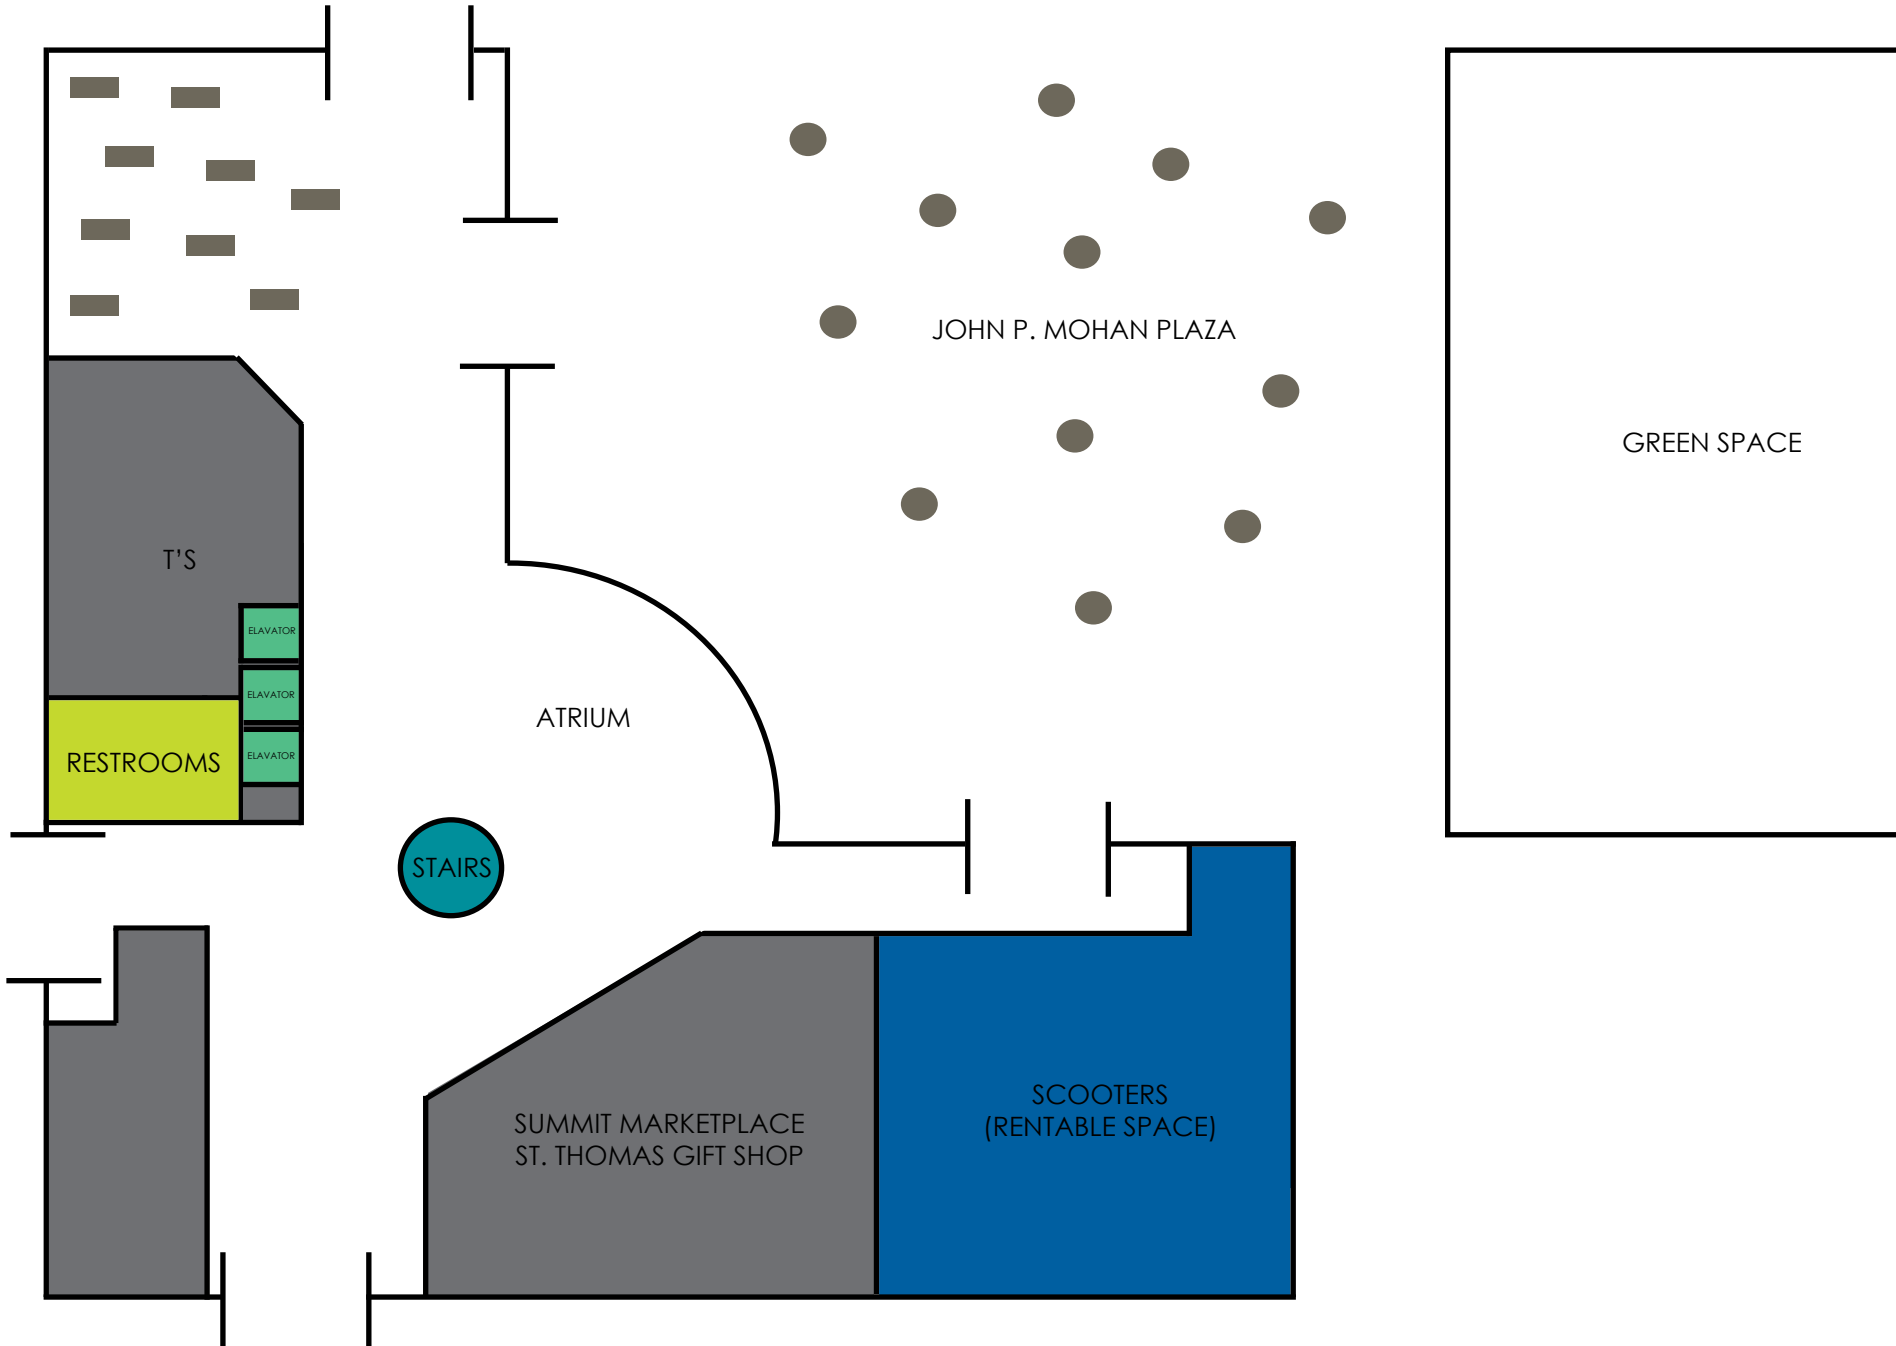 JOHN P. MOHAN PLAZA
GREEN SPACE
T'S
ELAVATOR
ELAVATOR
ELAVATOR
RESTROOMS
ATRIUM
STAIRS
SUMMIT MARKETPLACE
ST. THOMAS GIFT SHOP
SCOOTERS
(RENTABLE SPACE)